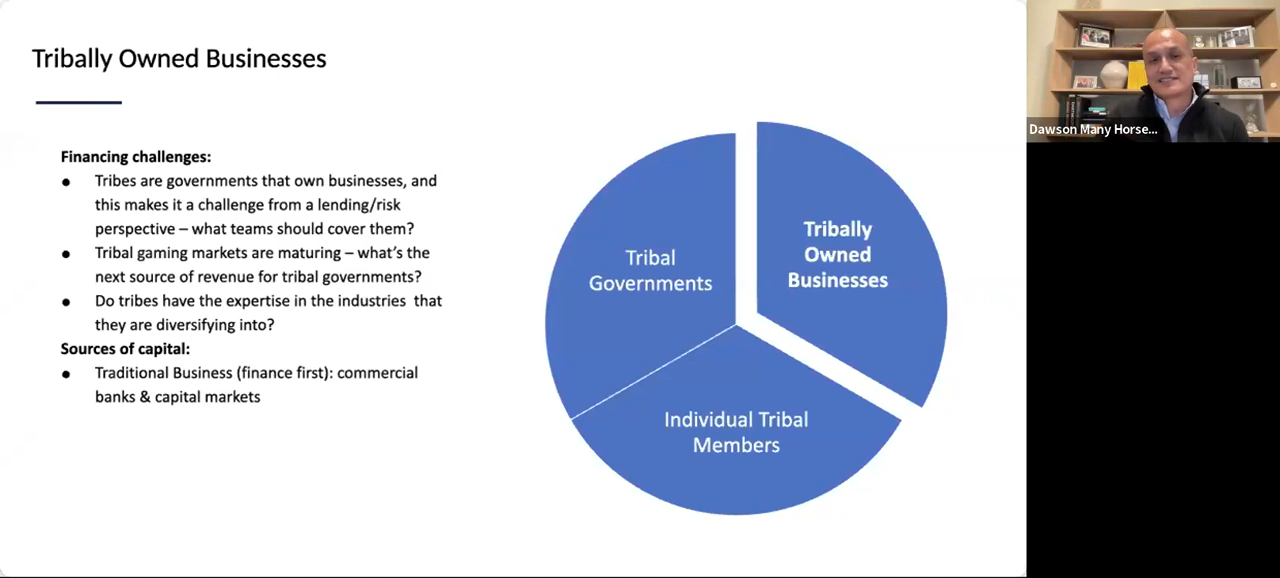 Tribally Owned Businesses
Financing challenges:
● Tribes are governments that own businesses, and
this makes it a challenge from a lending/risk
perspective – what teams should cover them?
● Tribal gaming markets are maturing – what's the
next source of revenue for tribal governments?
● Do tribes have the expertise in the industries that
they are diversifying into?
Sources of capital:
● Traditional Business (finance first): commercial
banks & capital markets
Tribal
Governments
Tribally
Owned
Businesses
Individual Tribal
Members
Dawson Many Horse...